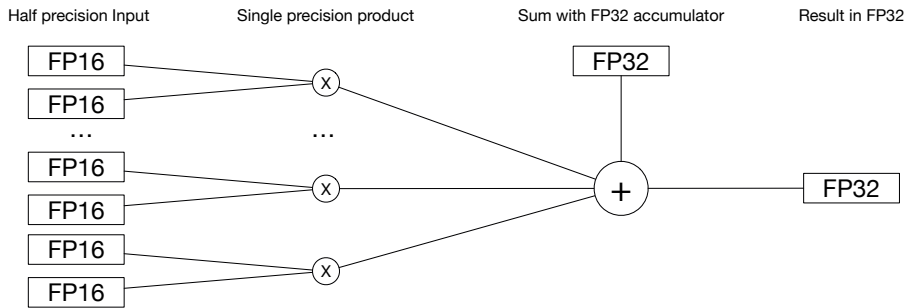 Half precision Input
Single precision product
Sum with FP32 accumulator
Result in FP32
FP16
FP16
...
FP16
FP16
FP16
FP16
X
...
X
X
FP32
+
FP32